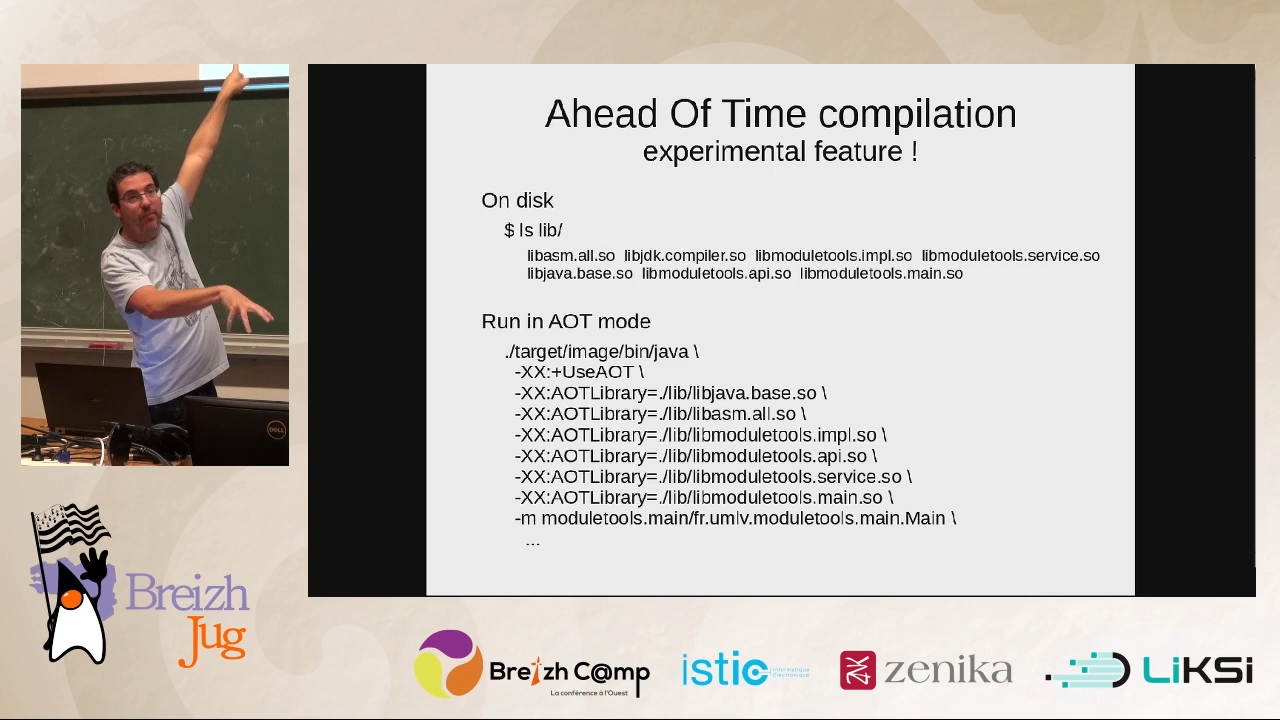 Ahead Of Time compilation
experimental feature !
On disk
$ ls lib/
libasm.all.so libjdk.compiler.so libmoduletools.impl.so libmoduletools.service.so
libjava.base.so libmoduletools.api.so libmoduletools.main.so
Run in AOT mode
./target/image/bin/java \
-XX:+UseAOT \
-XX:AOTLibrary=./lib/libjava.base.so \
-XX:AOTLibrary=./lib/libasm.all.so \
-XX:AOTLibrary=./lib/libmoduletools.impl.so \
-XX:AOTLibrary=./lib/libmoduletools.api.so \
-XX:AOTLibrary=./lib/libmoduletools.service.so \
-XX:AOTLibrary=./lib/libmoduletools.main.so \
-m moduletools.main/fr.umlv.moduletools.main.Main \
...
DELL
Breizh
Jug
Breizh C@mp
La conférence à l'Ouest
istic
Informatique
Électronique
ZNK
zenika
LiKSi